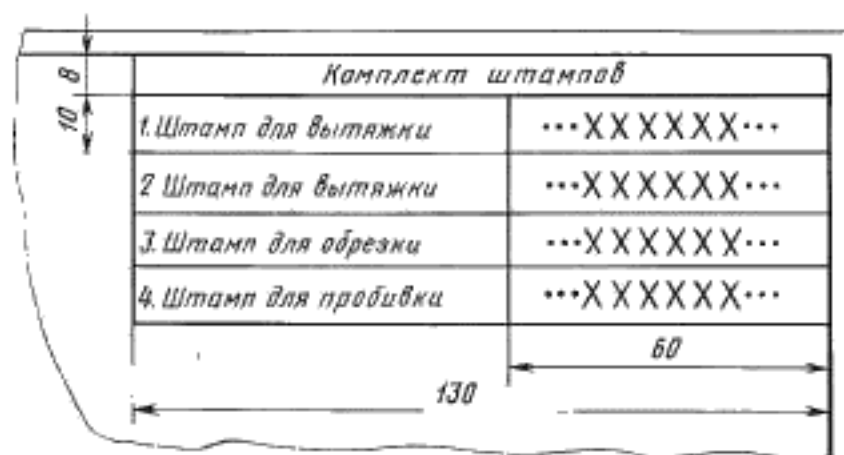 8
Комплект штампов
10
1. Штамп для вытяжки ...XXXXXX...
2 Штамп для вытяжки ...XXXXXX...
3. Штамп для обрезки ...XXXXXX...
4. Штамп для пробивки ...XXXXXX...
60
130